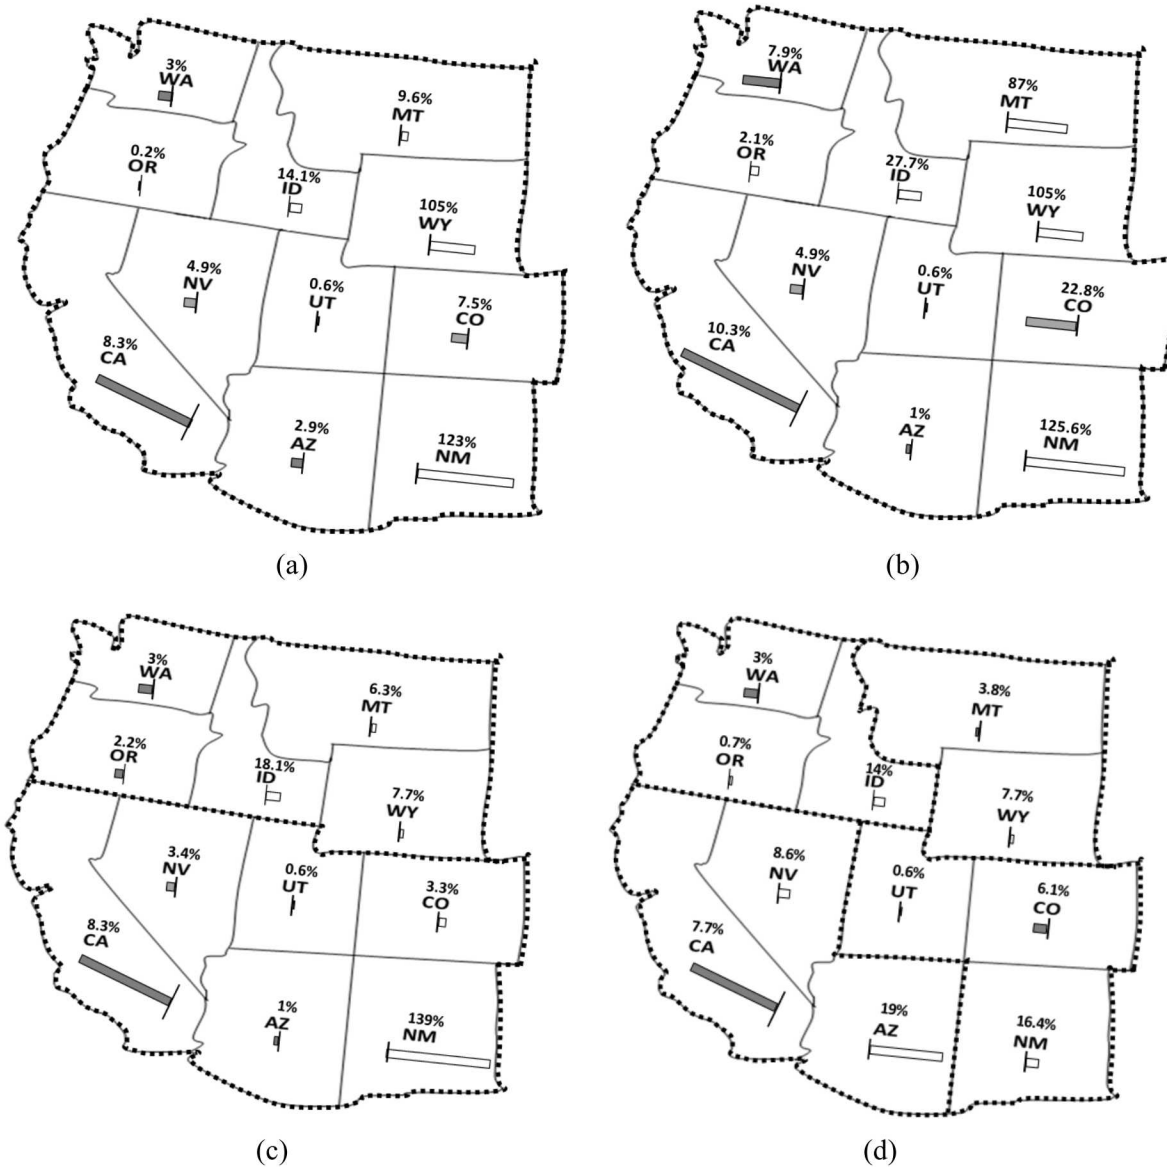 3%
WA
9.6%
MT
0.2%
OR
14.1%
ID
105%
WY
4.9%
NV
0.6%
UT
7.5%
CO
8.3%
CA
2.9%
AZ
123%
NM
(a)
7.9%
WA
87%
MT
2.1%
OR
27.7%
ID
105%
WY
4.9%
NV
0.6%
UT
22.8%
CO
10.3%
CA
1%
AZ
125.6%
NM
(b)
3%
WA
6.3%
MT
2.2%
OR
18.1%
ID
7.7%
WY
3.4%
NV
0.6%
UT
3.3%
CO
8.3%
CA
1%
AZ
139%
NM
(c)
3%
WA
3.8%
MT
0.7%
OR
14%
ID
7.7%
WY
8.6%
NV
0.6%
UT
6.1%
CO
7.7%
CA
19%
AZ
16.4%
NM
(d)